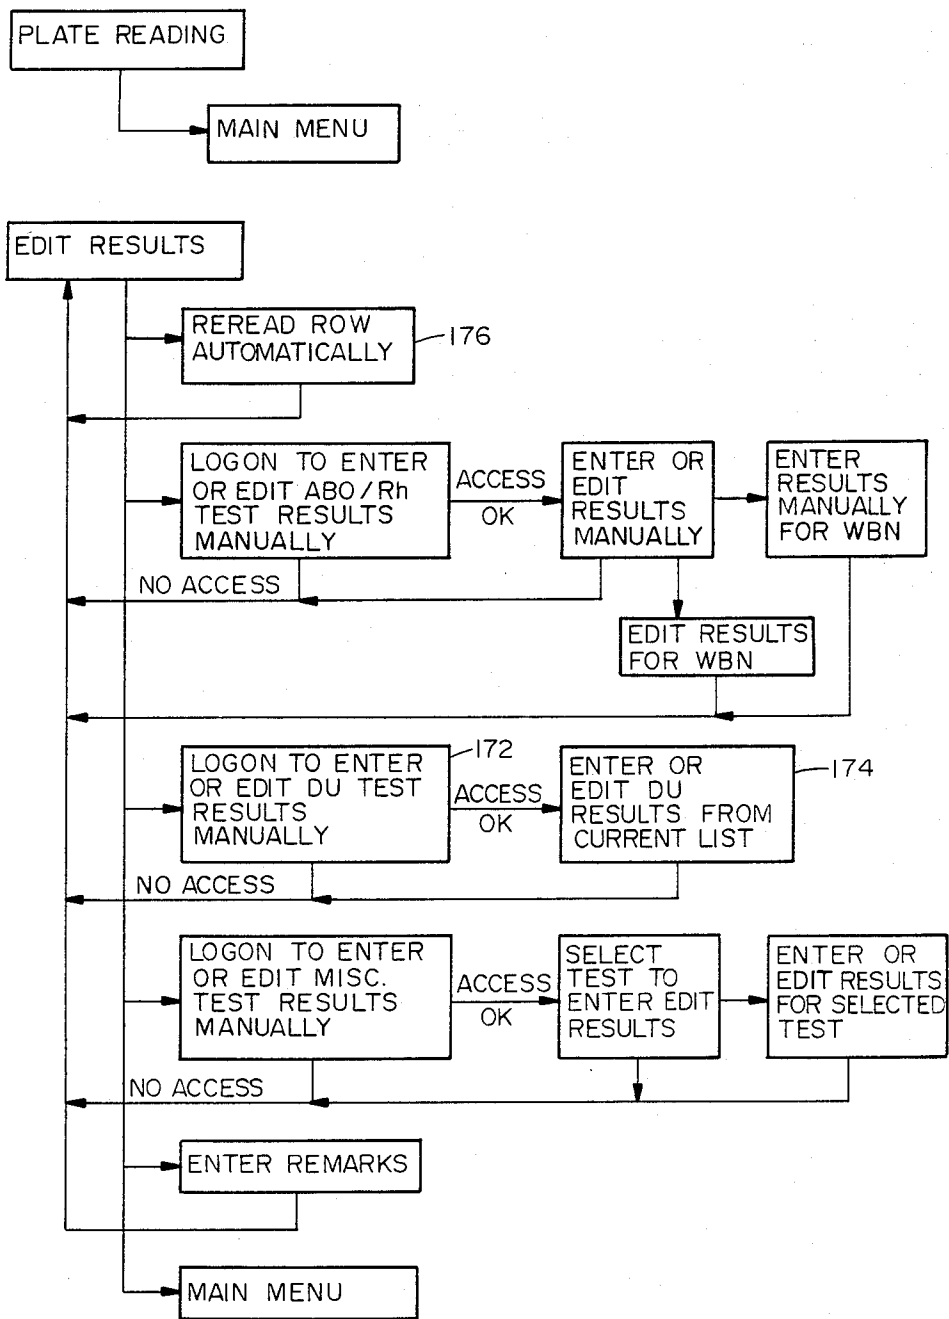 PLATE READING
MAIN MENU
EDIT RESULTS
REREAD ROW
AUTOMATICALLY
176
LOGON TO ENTER
OR EDIT ABO/Rh
TEST RESULTS
MANUALLY
ACCESS
OK
ENTER OR
EDIT
RESULTS
MANUALLY
ENTER
RESULTS
MANUALLY
FOR WBN
NO ACCESS
EDIT RESULTS
FOR WBN
LOGON TO ENTER
OR EDIT DU TEST
RESULTS
MANUALLY
172
ACCESS
OK
ENTER OR
EDIT DU
RESULTS FROM
CURRENT LIST
174
NO ACCESS
LOGON TO ENTER
OR EDIT MISC.
TEST RESULTS
MANUALLY
ACCESS
OK
SELECT
TEST TO
ENTER EDIT
RESULTS
ENTER OR
EDIT RESULTS
FOR SELECTED
TEST
NO ACCESS
ENTER REMARKS
MAIN MENU